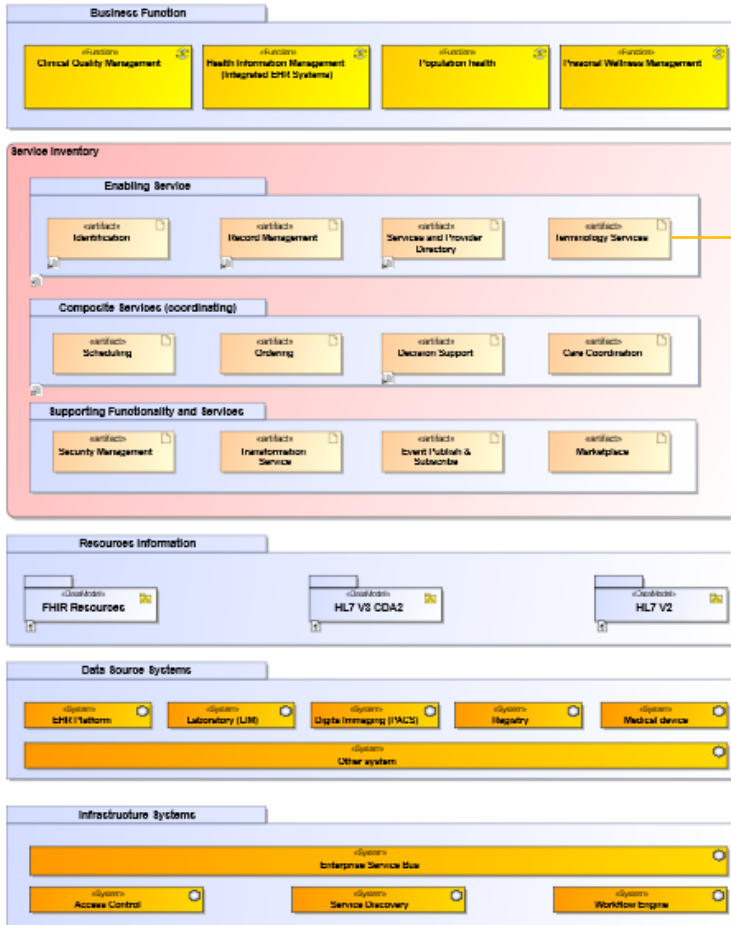 Business Function
«Function»
Clinical Quality Management
«Function»
Health Information Management
(Integrated EHR Systems)
«Function»
Population health
«Function»
Personal Wellness Management
Service Inventory
Enabling Service
«artifact»
Identification
«artifact»
Record Management
«artifact»
Services and Provider
Directory
«artifact»
Terminology Services
Composite Services (coordinating)
«artifact»
Scheduling
«artifact»
Ordering
«artifact»
Decision Support
«artifact»
Care Coordination
Supporting Functionality and Services
«artifact»
Security Management
«artifact»
Transformation
Service
«artifact»
Event Publish &
Subscribe
«artifact»
Marketplace
Resources Information
«DataModel»
FHIR Resources
«DataModel»
HL7 V3 CDA2
«DataModel»
HL7 V2
Data Source Systems
«System»
EHR Platform
«System»
Laboratory (LIM)
«System»
Digita Immaging (PACS)
«System»
Registry
«System»
Medical device
«System»
Other system
Infrastructure Systems
«System»
Enterprise Service Bus
«System»
Access Control
«System»
Service Discovery
«System»
Workflow Engine